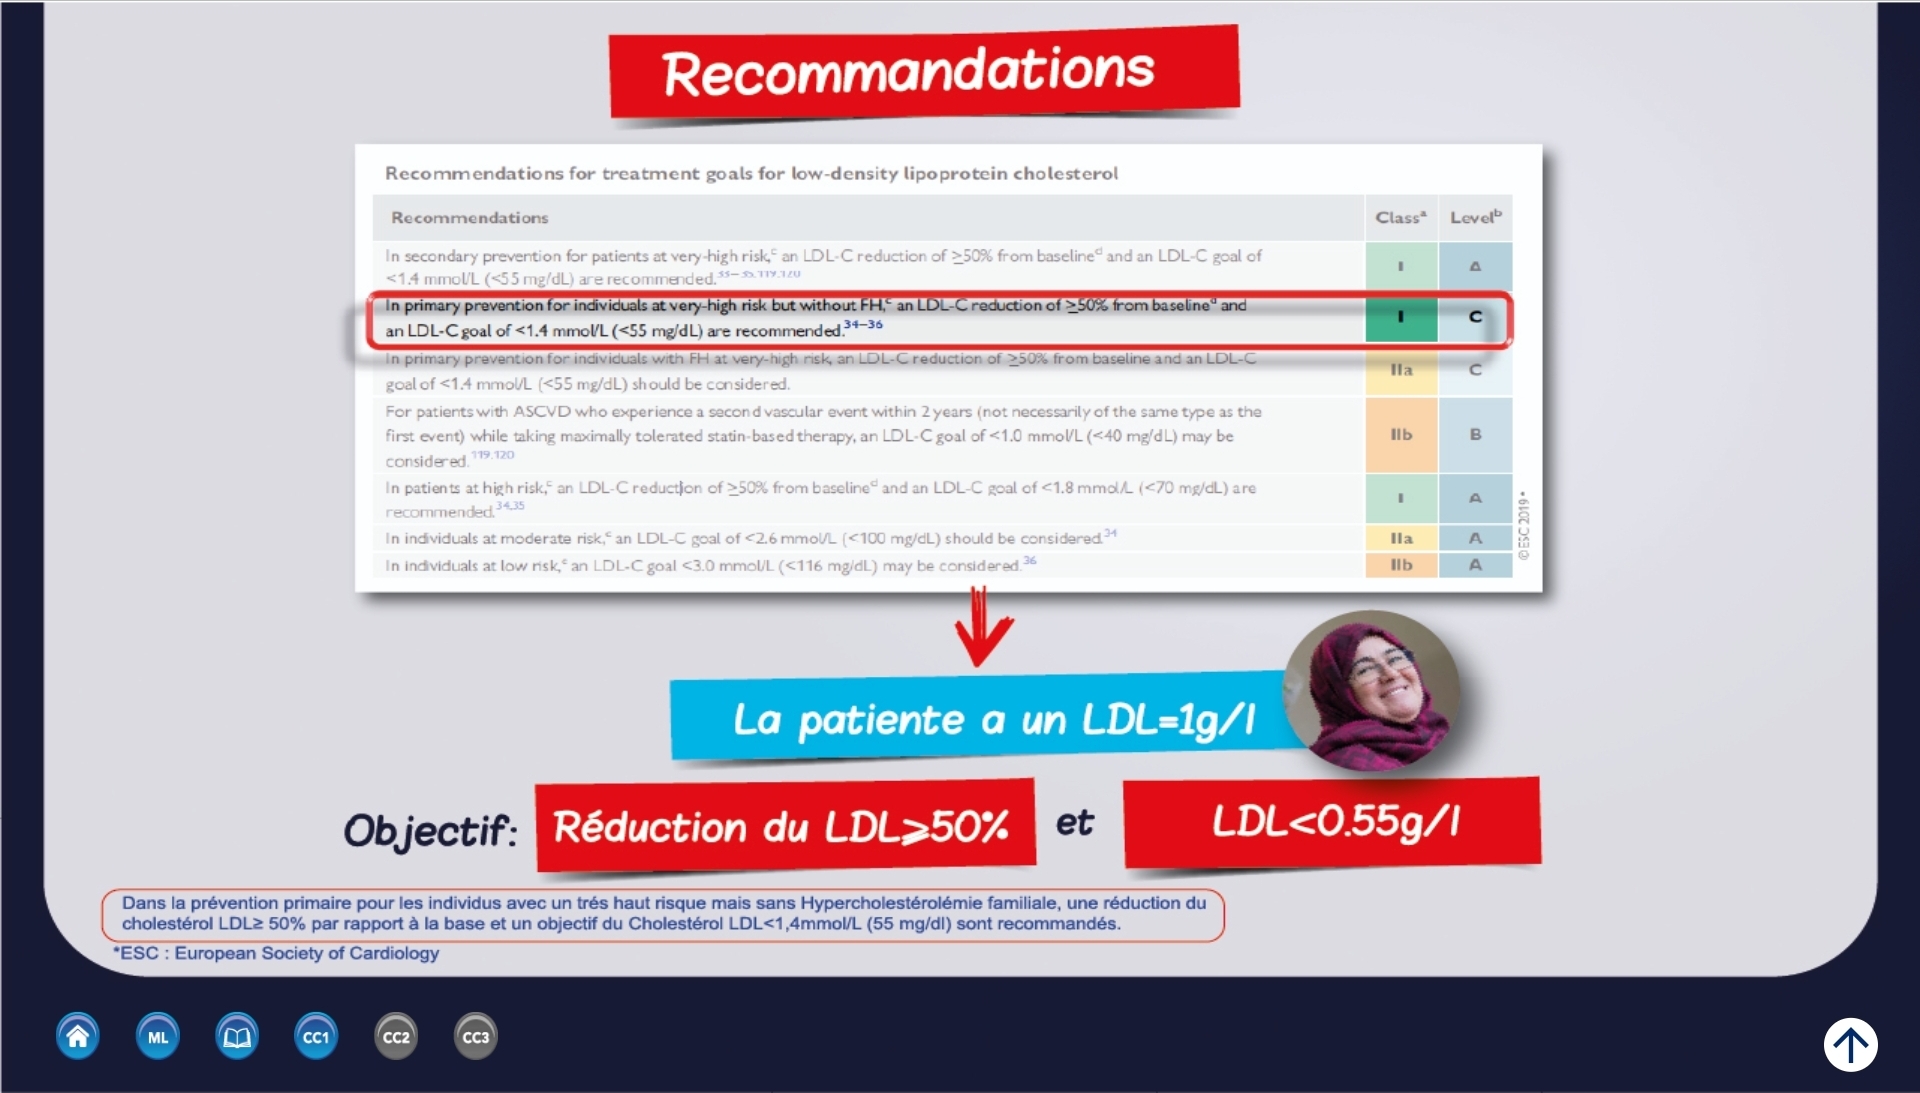 Recommandations
Recommendations for treatment goals for low-density lipoprotein cholesterol
Recommendations Classᵃ Levelᵇ
In secondary prevention for patients at very-high risk,ᶜ an LDL-C reduction of ≥50% from baselineᵈ and an LDL-C goal of
<1.4 mmol/L (<55 mg/dL) are recommended.³³⁻³⁵,¹¹⁹,¹²⁰ I A
In primary prevention for individuals at very-high risk but without FH,ᶜ an LDL-C reduction of ≥50% from baselineᵈ and
an LDL-C goal of <1.4 mmol/L (<55 mg/dL) are recommended.³⁴⁻³⁶ I C
In primary prevention for individuals with FH at very-high risk, an LDL-C reduction of ≥50% from baseline and an LDL-C
goal of <1.4 mmol/L (<55 mg/dL) should be considered. IIa C
For patients with ASCVD who experience a second vascular event within 2 years (not necessarily of the same type as the
first event) while taking maximally tolerated statin-based therapy, an LDL-C goal of <1.0 mmol/L (<40 mg/dL) may be
considered.¹¹⁹,¹²⁰ IIb B
In patients at high risk,ᶜ an LDL-C reduction of ≥50% from baselineᵈ and an LDL-C goal of <1.8 mmol/L (<70 mg/dL) are
recommended.³⁴,³⁵ I A
In individuals at moderate risk,ᶜ an LDL-C goal of <2.6 mmol/L (<100 mg/dL) should be considered.³⁴ IIa A
In individuals at low risk,ᶜ an LDL-C goal <3.0 mmol/L (<116 mg/dL) may be considered.³⁶ IIb A
©ESC 2019 *
La patiente a un LDL=1g/l
Objectif: Réduction du LDL⩾50% et LDL<0.55g/l
Dans la prévention primaire pour les individus avec un trés haut risque mais sans Hypercholestérolémie familiale, une réduction du
cholestérol LDL≥ 50% par rapport à la base et un objectif du Cholestérol LDL<1,4mmol/L (55 mg/dl) sont recommandés.
*ESC : European Society of Cardiology
ML CC1 CC2 CC3